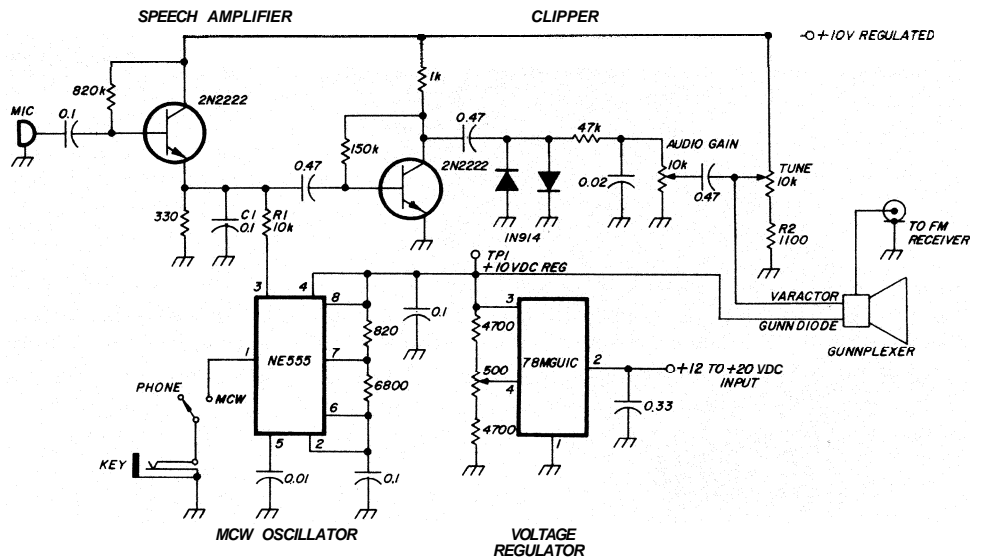 SPEECH AMPLIFIER
CLIPPER
+10V REGULATED
820k
1k
MIC
0.1
2N2222
0.47
47k
AUDIO GAIN
150k
2N2222
10k
TUNE
10k
0.47
0.02
0.47
330
C1
0.1
R1
10k
1N914
R2
1100
TO FM
RECEIVER
TP1
+10VDC REG
3
4
8
0.1
3
VARACTOR
820
4700
GUNN DIODE
1
NE555
7
500
78MGU1C
2
GUNNPLEXER
6800
4
+12 TO +20 VDC
INPUT
PHONE
MCW
6
0.33
4700
5
2
1
KEY
0.01
0.1
MCW OSCILLATOR
VOLTAGE
REGULATOR